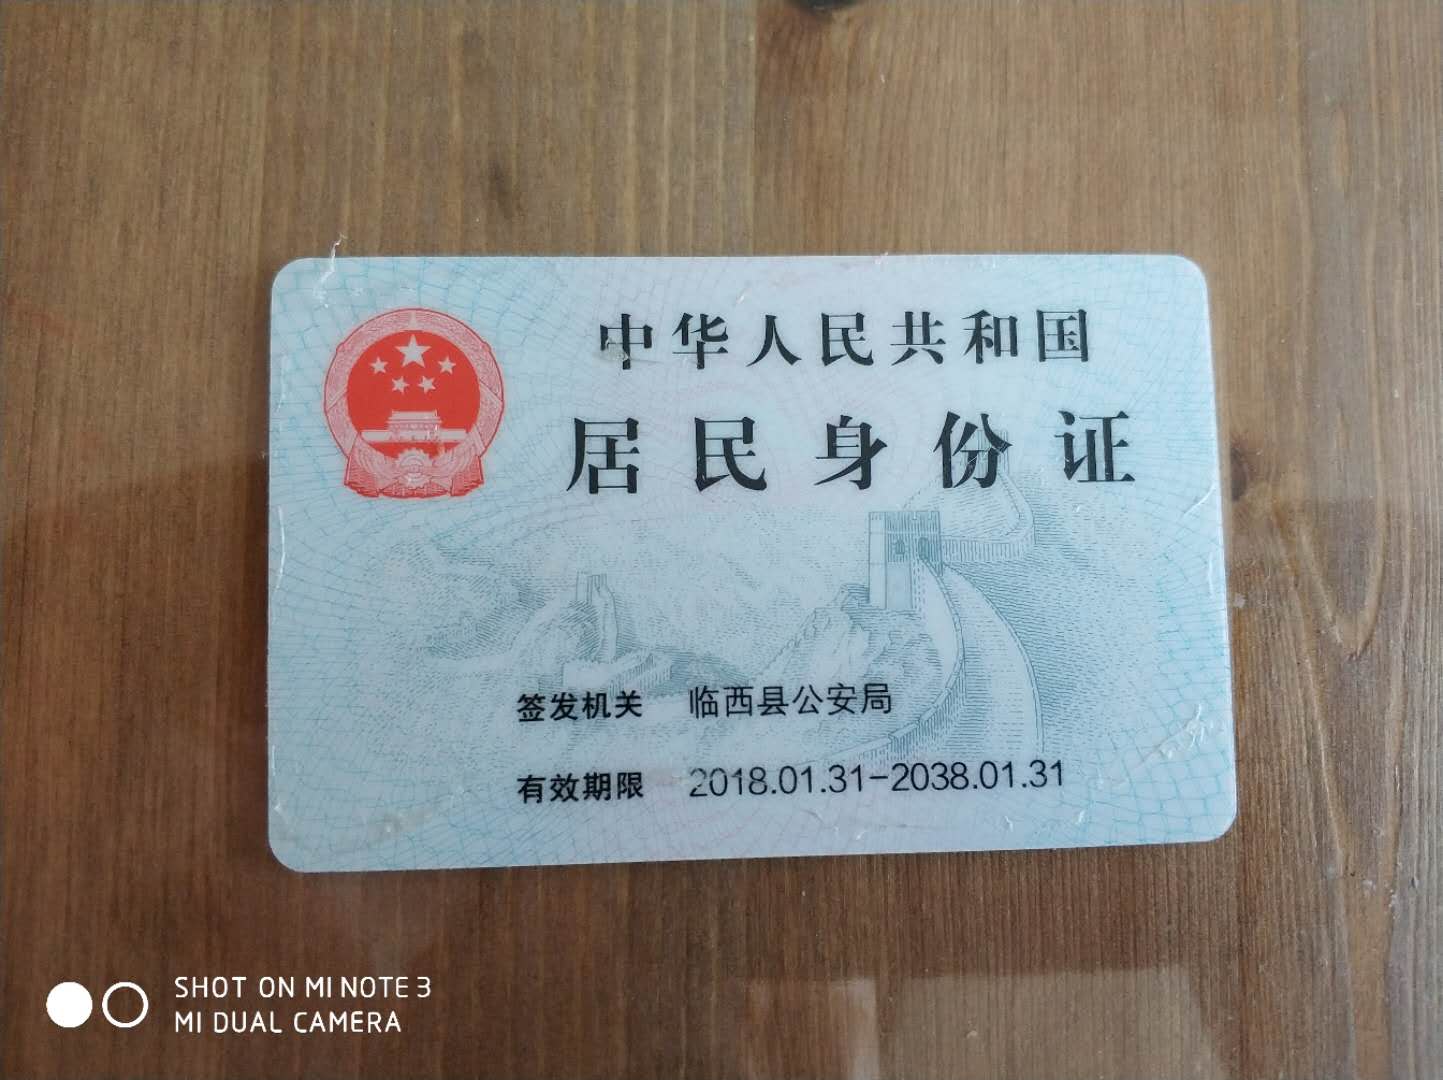 中华人民共和国
居民身份证
签发机关 临西县公安局
有效期限 2018.01.31-2038.01.31
SHOT ON MI NOTE 3
MI DUAL CAMERA